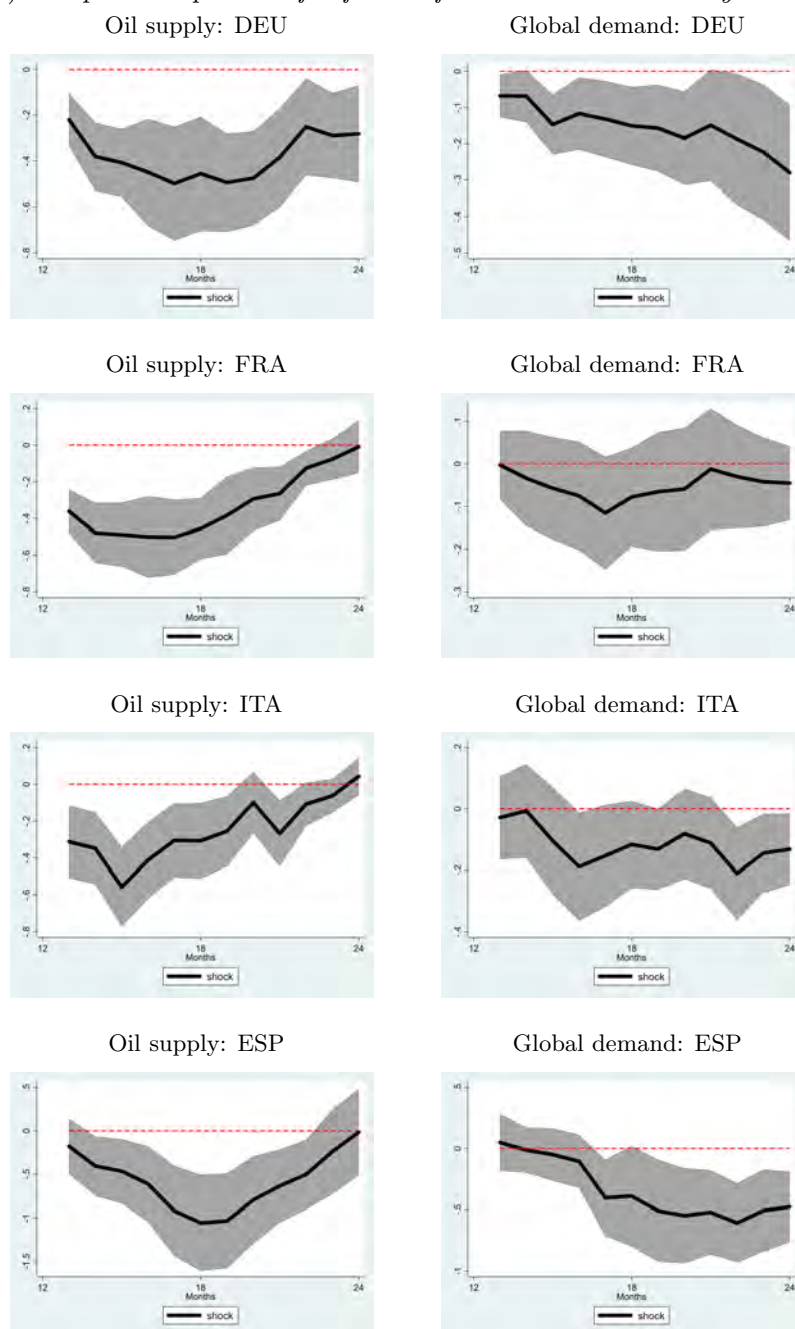 Oil supply: DEU
Global demand: DEU
0
-.2
-.4
-.6
-.8
12
18
24
Months
shock
0
-.1
-.2
-.3
-.4
-.5
12
18
24
Months
shock
Oil supply: FRA
Global demand: FRA
.2
0
-.2
-.4
-.6
-.8
12
18
24
Months
shock
.1
0
-.1
-.2
-.3
12
18
24
Months
shock
Oil supply: ITA
Global demand: ITA
.2
0
-.2
-.4
-.6
-.8
12
18
24
Months
shock
.2
0
-.2
-.4
12
18
24
Months
shock
Oil supply: ESP
Global demand: ESP
.5
0
-.5
-1
-1.5
12
18
24
Months
shock
.5
0
-.5
-1
12
18
24
Months
shock